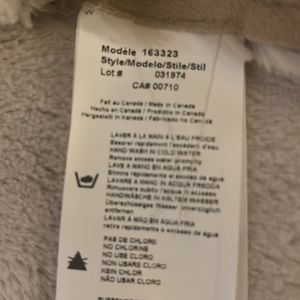 Modèle 163323
Style/Modelo/Stile/Stil
Lot # 031974
CA# 00710
Fait au Canada / Made in Canada
Hecho en Canada / Prodotto in Canada
Hergestellt in Kanada / Fabricado no Canadá
LAVER À LA MAIN À L'EAU FROIDE
Essorer rapidement l'excédent d'eau
HAND WASH IN COLD WATER
Remove excess water promptly
LAVE A MANO EN AGUA FRIA
Elimine rapidamente el exceso de agua
LAVARE A MANO IN ACQUA FREDDA
Rimuovere subito l'acqua in eccesso
HANDWÄSCHE IN KALTEM WASSER
Überschüssiges Wasser unverzüglich
entfernen
LAVAR À MÃO EM AGUA FRIA
retire rapidamente o excesso de água
PAS DE CHLORE
NO CHLORINE
NO USE CLORO
NON USARE CLORO
KEIN CHLOR
NÃO USE CLORO